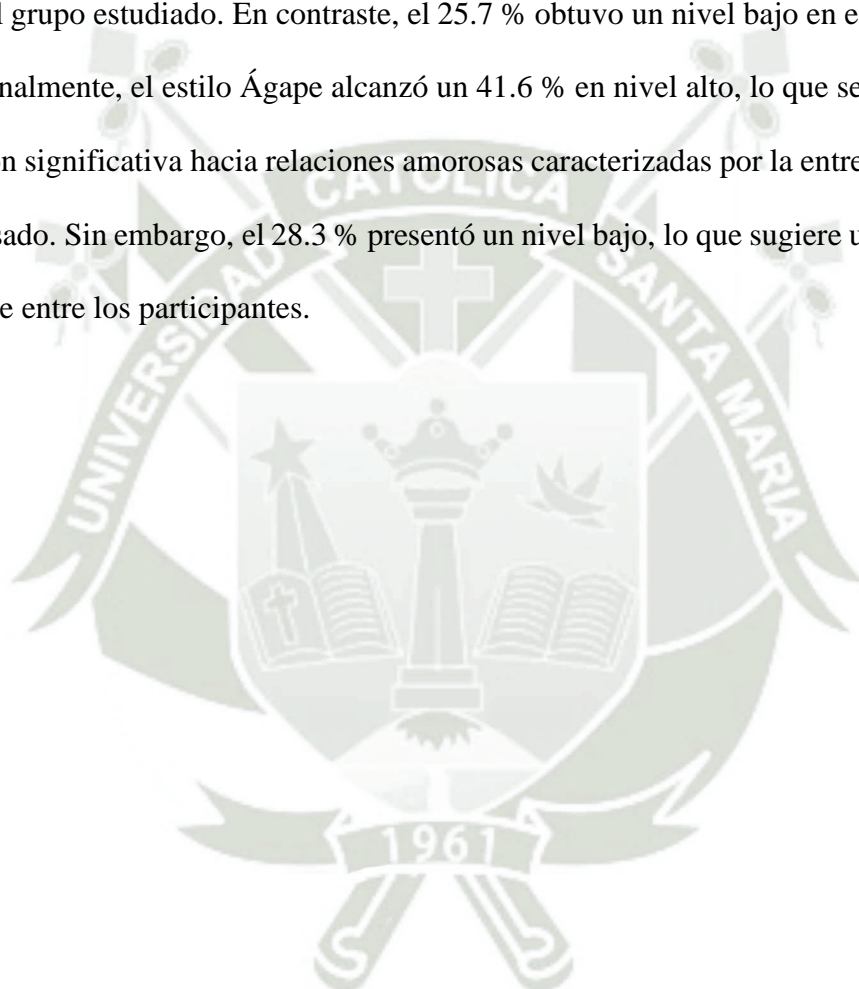 l grupo estudiado. En contraste, el 25.7 % obtuvo un nivel bajo en e
nalmente, el estilo Ágape alcanzó un 41.6 % en nivel alto, lo que se
n significativa hacia relaciones amorosas caracterizadas por la entre
sado. Sin embargo, el 28.3 % presentó un nivel bajo, lo que sugiere u
e entre los participantes.
UNIVERSIDAD CATOLICA SANTA MARIA
1961